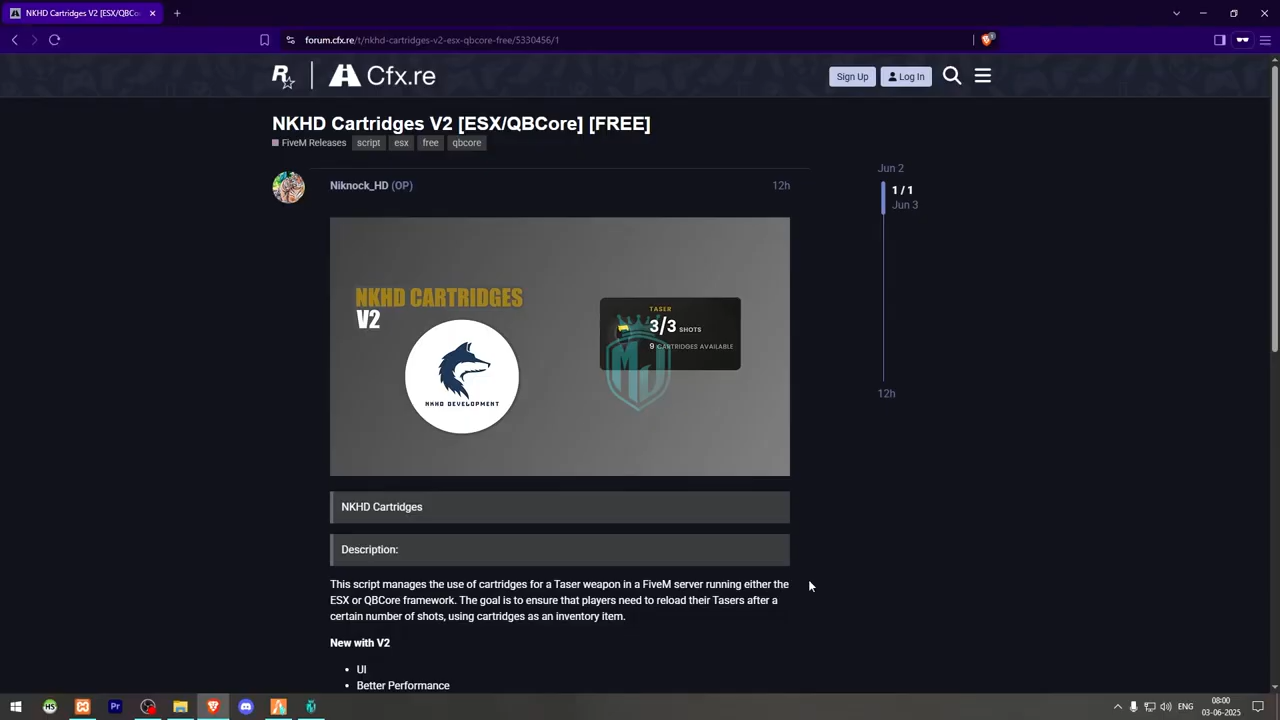 NKHD Cartridges V2 [ESX/QBCo
forum.cfx.re/t/nkhd-cartridges-v2-esx-qbcore-free/5330456/1
Cfx.re
Sign Up
Log In
NKHD Cartridges V2 [ESX/QBCore] [FREE]
FiveM Releases script esx free qbcore
Niknock_HD (OP)
12h
Jun 2
1 / 1
Jun 3
12h
NKHD CARTRIDGES
V2
NKHD DEVELOPMENT
TASER
3/3 SHOTS
9 CARTRIDGES AVAILABLE
MJ
NKHD Cartridges
Description:
This script manages the use of cartridges for a Taser weapon in a FiveM server running either the
ESX or QBCore framework. The goal is to ensure that players need to reload their Tasers after a
certain number of shots, using cartridges as an inventory item.
New with V2
UI
Better Performance
HS
Pr
ENG
08:00
03-06-2025